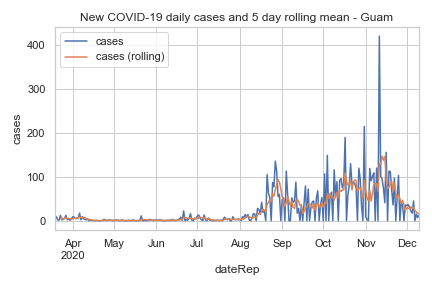 New COVID-19 daily cases and 5 day rolling mean - Guam
cases
cases (rolling)
400
300
200
100
0
cases
Apr May Jun Jul Aug Sep Oct Nov Dec
2020
dateRep